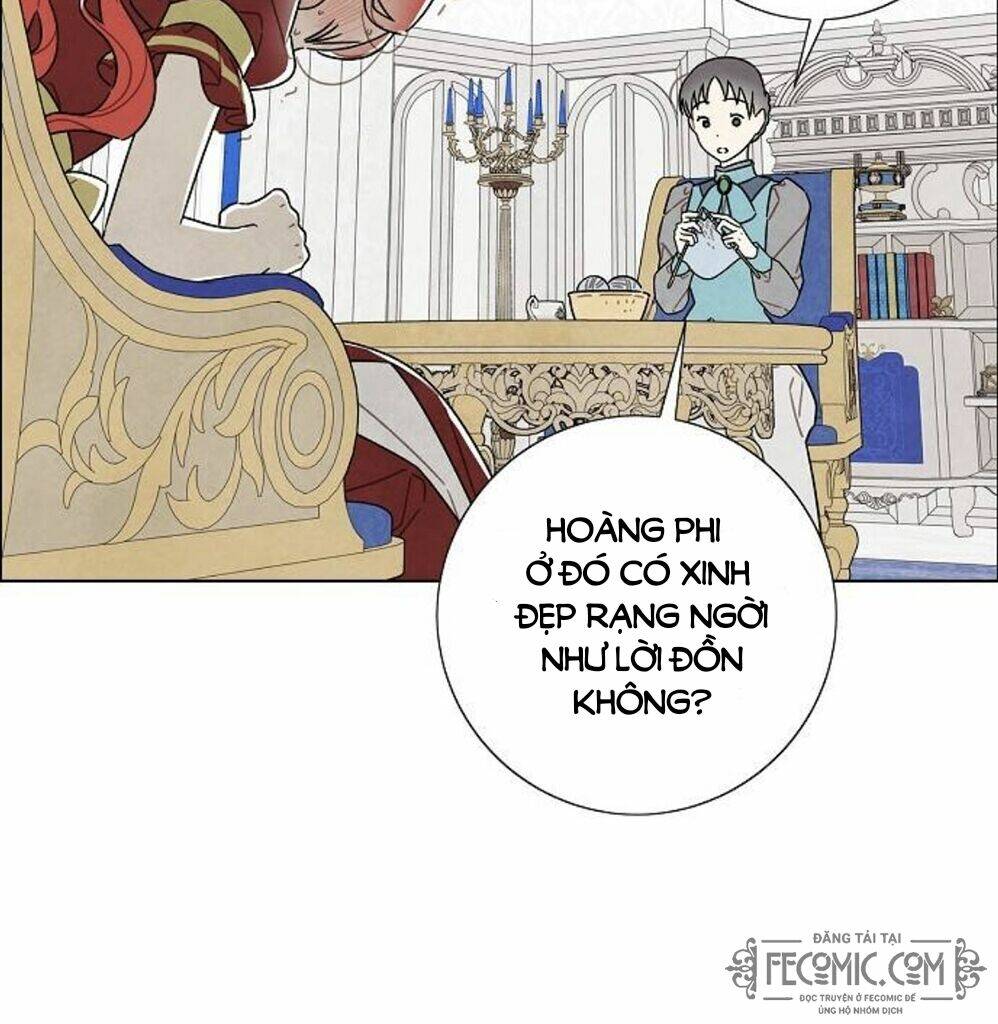 HOÀNG PHI
Ở ĐÓ CÓ XINH
ĐẸP RẠNG NGỜI
NHƯ LỜI ĐỒN
KHÔNG?
ĐĂNG TẢI TẠI
FECOMIC.COM
ĐỌC TRUYỆN Ở FECOMIC ĐỂ
ỦNG HỘ NHÓM DỊCH